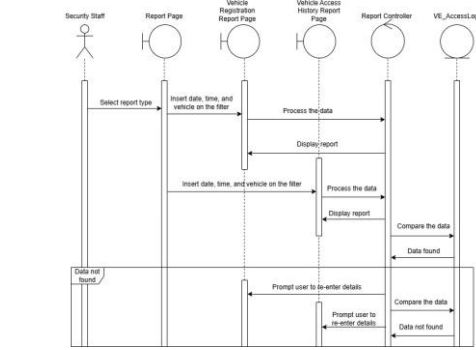 Security Staff
Report Page
Vehicle
Registration
Report Page
Vehicle Access
History Report
Page
Report Controller
VE_AccessLog
Select report type
Insert date, time, and
vehicle on the filter
Process the data
Display report
Insert date, time, and vehicle on the filter
Process the data
Display report
Compare the data
Data found
Data not
found
Prompt user to re-enter details
Compare the data
Prompt user to
re-enter details
Data not found